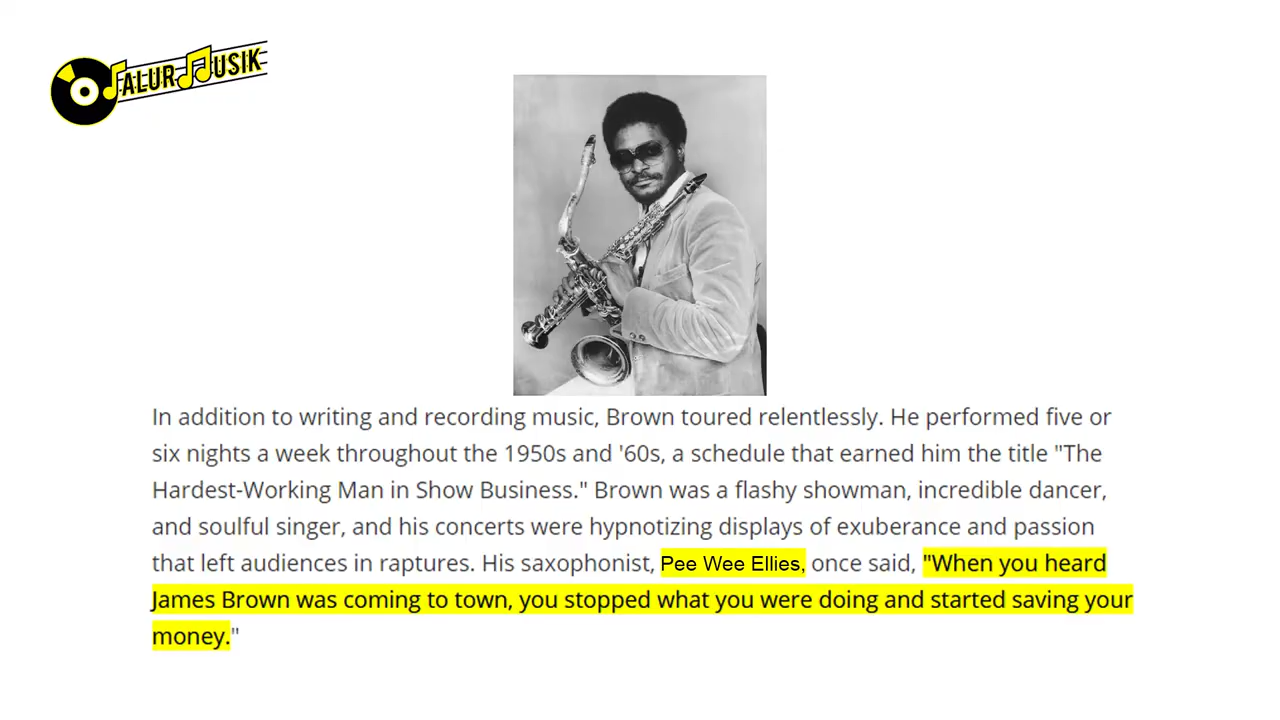 ALUR MUSIK
In addition to writing and recording music, Brown toured relentlessly. He performed five or
six nights a week throughout the 1950s and '60s, a schedule that earned him the title "The
Hardest-Working Man in Show Business." Brown was a flashy showman, incredible dancer,
and soulful singer, and his concerts were hypnotizing displays of exuberance and passion
that left audiences in raptures. His saxophonist, Pee Wee Ellies, once said, "When you heard
James Brown was coming to town, you stopped what you were doing and started saving your
money."